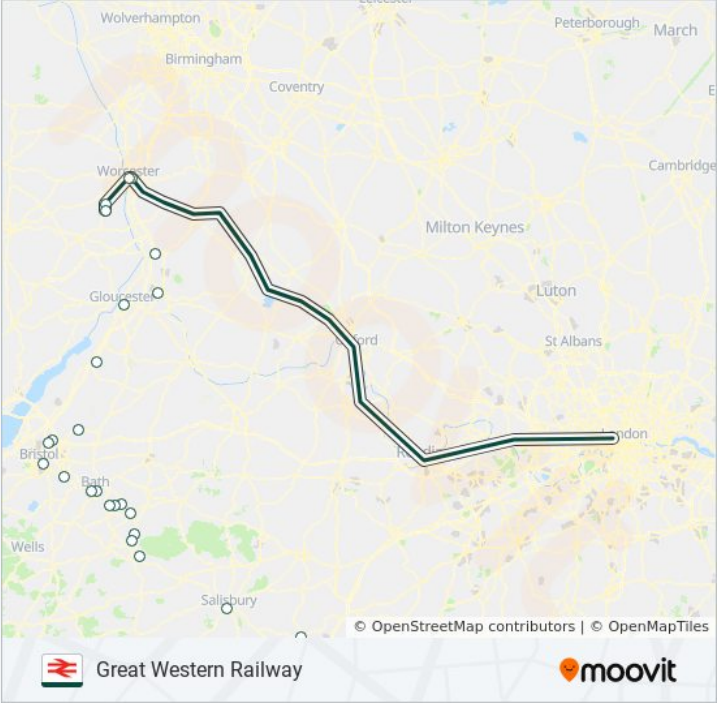 Leicester
Wolverhampton
Peterborough
March
Birmingham
Coventry
Worcester
Cambridge
Milton Keynes
Gloucester
Luton
Oxford
St Albans
London
Reading
Bristol
Bath
Wells
Salisbury
© OpenStreetMap contributors | © OpenMapTiles
Great Western Railway
moovit